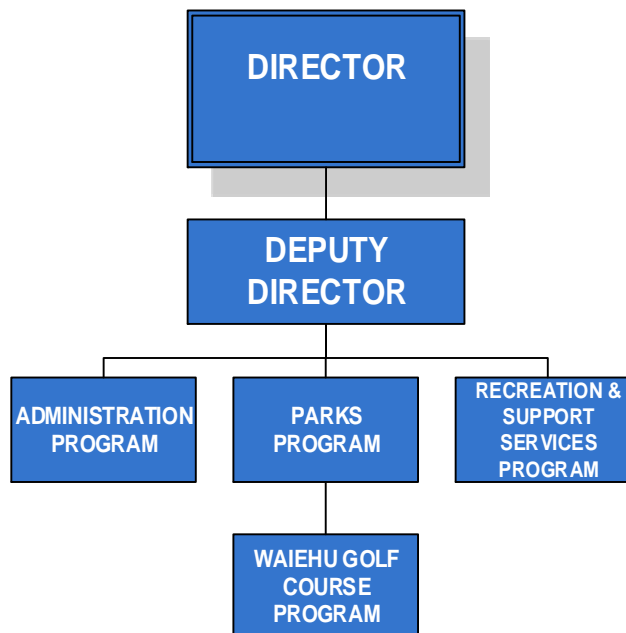 DIRECTOR
DEPUTY
DIRECTOR
ADMINISTRATION
PROGRAM
PARKS
PROGRAM
RECREATION &
SUPPORT
SERVICES
PROGRAM
WAIEHU GOLF
COURSE
PROGRAM